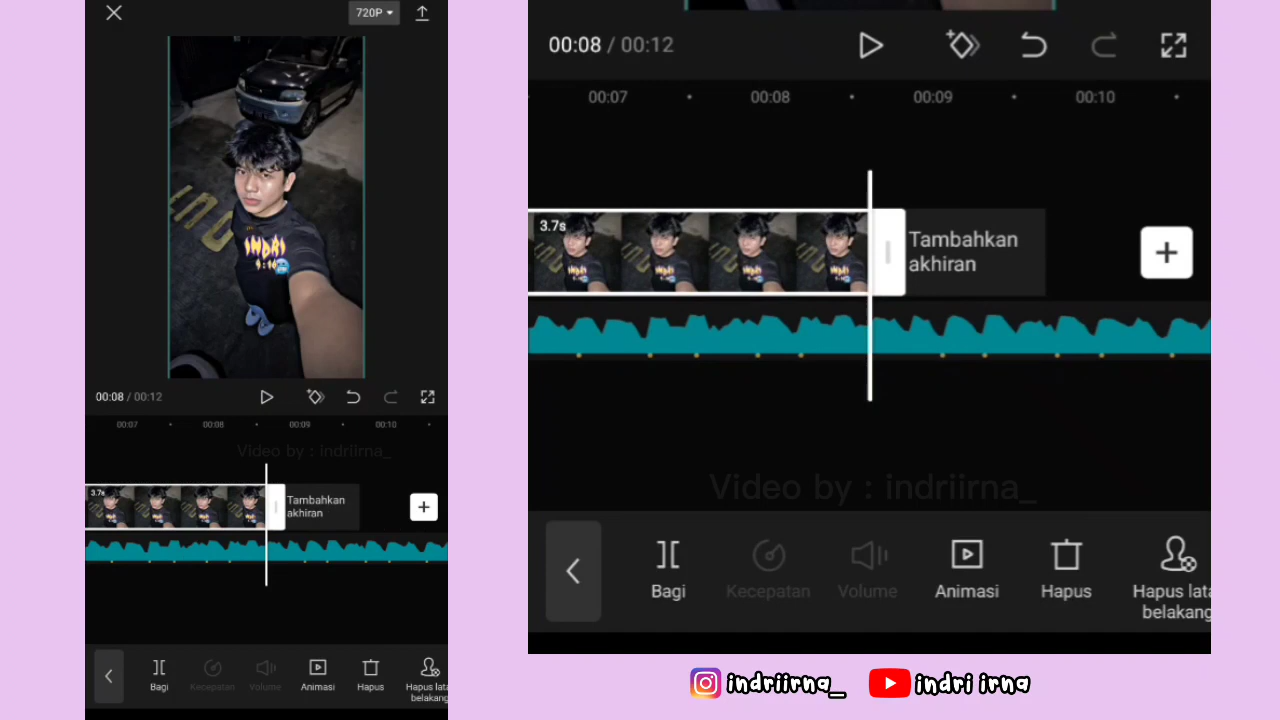 720P
INDRI
9:16
00:08 / 00:12
00:07
00:08
00:09
00:10
Video by : indriirna_
3.7s
Tambahkan
akhiran
Bagi
Kecepatan
Volume
Animasi
Hapus
Hapus lata
belakang
00:08 / 00:12
00:07
00:08
00:09
00:10
3.7s
Tambahkan
akhiran
Video by : indriirna_
Bagi
Kecepatan
Volume
Animasi
Hapus
Hapus lata
belakang
indriirna_
indri irna